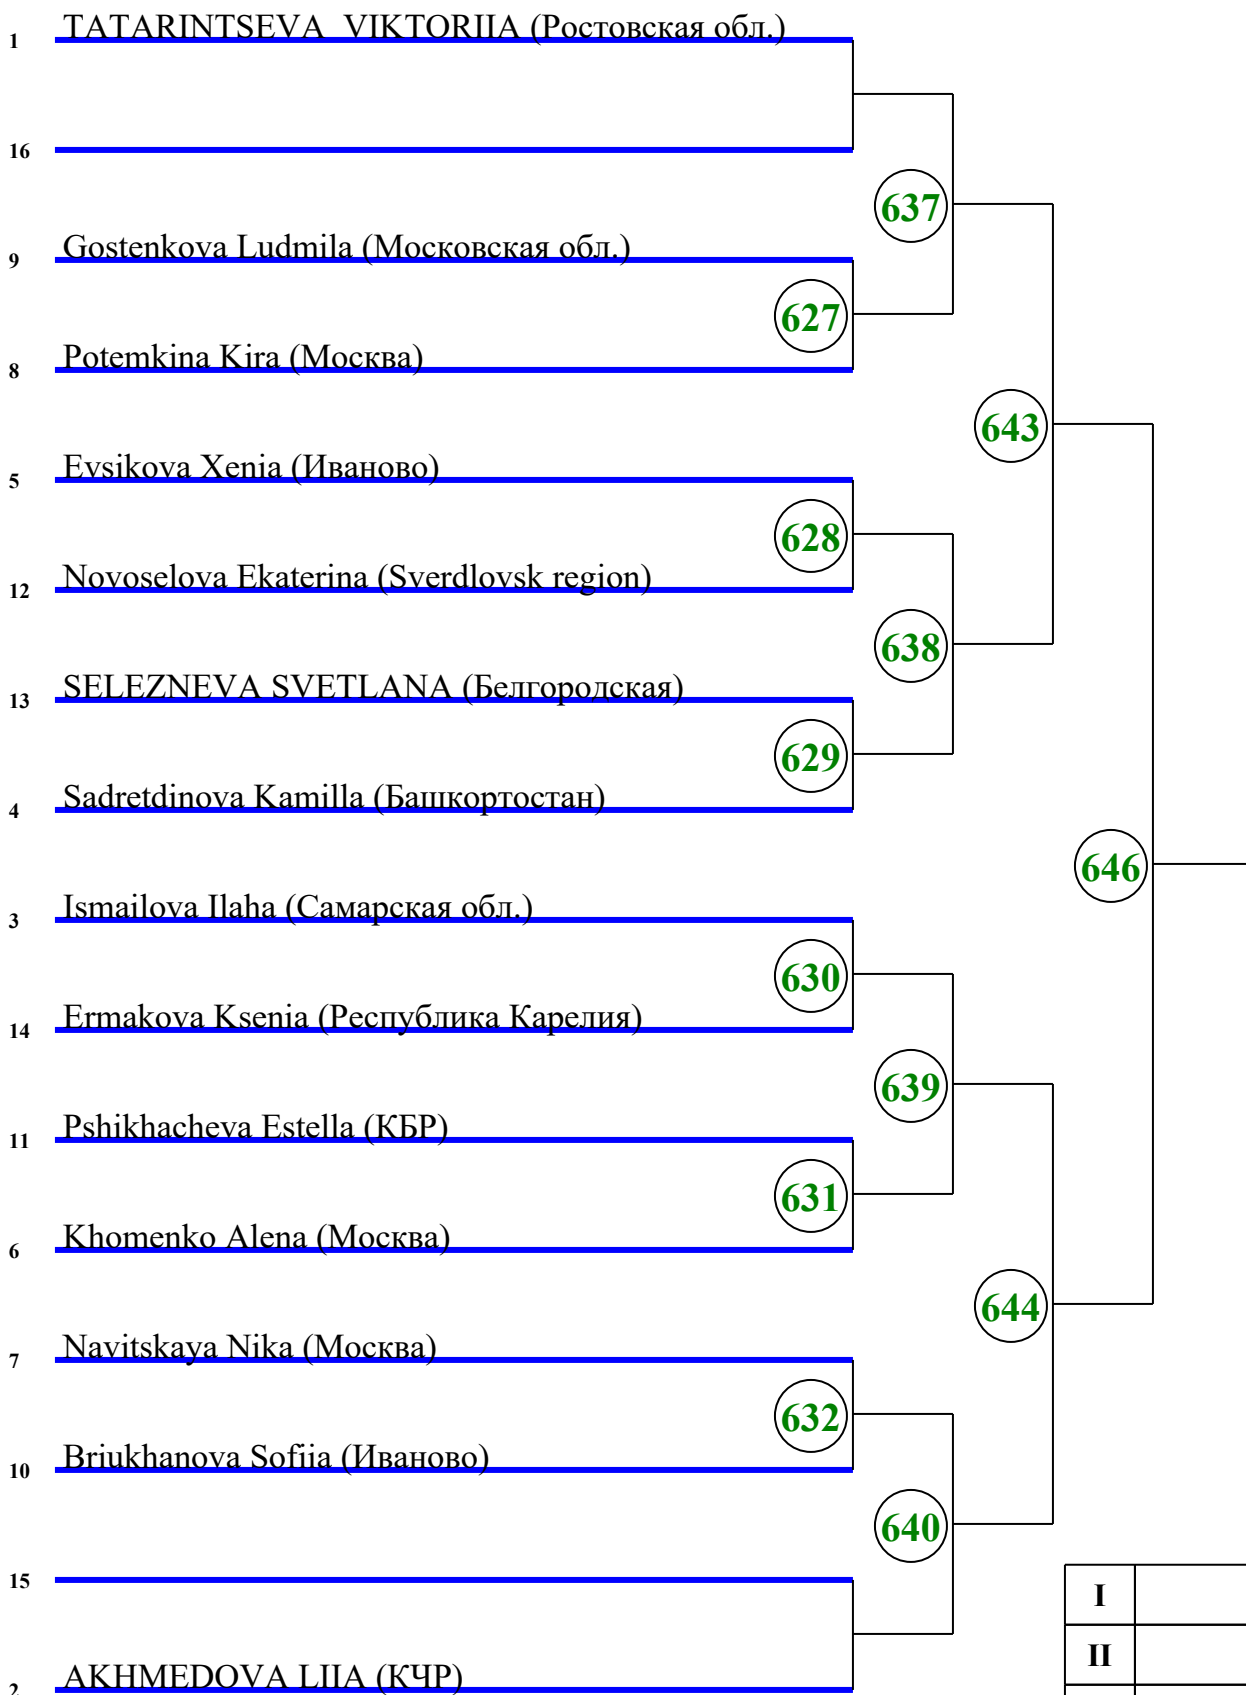 1 TATARINTSEVA VIKTORIIA (Ростовская обл.)
16
637
9 Gostenkova Ludmila (Московская обл.)
627
8 Potemkina Kira (Москва)
643
5 Evsikova Xenia (Иваново)
628
12 Novoselova Ekaterina (Sverdlovsk region)
638
13 SELEZNEVA SVETLANA (Белгородская)
629
4 Sadretdinova Kamilla (Башкортостан)
646
3 Ismailova Ilaha (Самарская обл.)
630
14 Ermakova Ksenia (Республика Карелия)
639
11 Pshikhacheva Estella (КБР)
631
6 Khomenko Alena (Москва)
644
7 Navitskaya Nika (Москва)
632
10 Briukhanova Sofiia (Иваново)
640
15
I
II
2 AKHMEDOVA LIIA (КЧР)